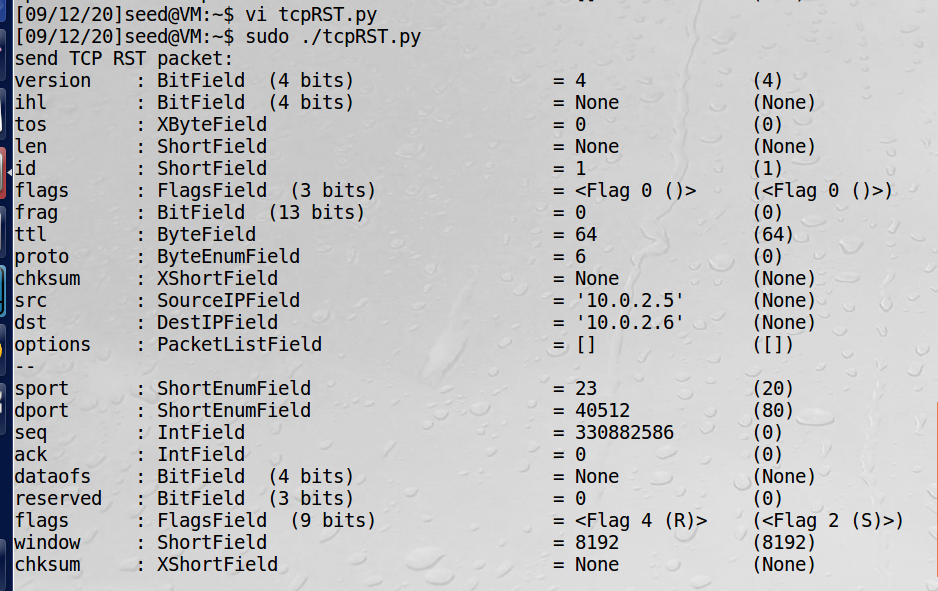 [09/12/20]seed@VM:~$ vi tcpRST.py
[09/12/20]seed@VM:~$ sudo ./tcpRST.py
send TCP RST packet:
version    : BitField  (4 bits)                  = 4             (4)
ihl        : BitField  (4 bits)                  = None          (None)
tos        : XByteField                          = 0             (0)
len        : ShortField                          = None          (None)
id         : ShortField                          = 1             (1)
flags      : FlagsField  (3 bits)                = <Flag 0 ()>   (<Flag 0 ()>)
frag       : BitField  (13 bits)                 = 0             (0)
ttl        : ByteField                           = 64            (64)
proto      : ByteEnumField                       = 6             (0)
chksum     : XShortField                         = None          (None)
src        : SourceIPField                       = '10.0.2.5'    (None)
dst        : DestIPField                         = '10.0.2.6'    (None)
options    : PacketListField                     = []            ([])
--
sport      : ShortEnumField                      = 23            (20)
dport      : ShortEnumField                      = 40512         (80)
seq        : IntField                            = 330882586     (0)
ack        : IntField                            = 0             (0)
dataofs    : BitField  (4 bits)                  = None          (None)
reserved   : BitField  (3 bits)                  = 0             (0)
flags      : FlagsField  (9 bits)                = <Flag 4 (R)>  (<Flag 2 (S)>)
window     : ShortField                          = 8192          (8192)
chksum     : XShortField                         = None          (None)